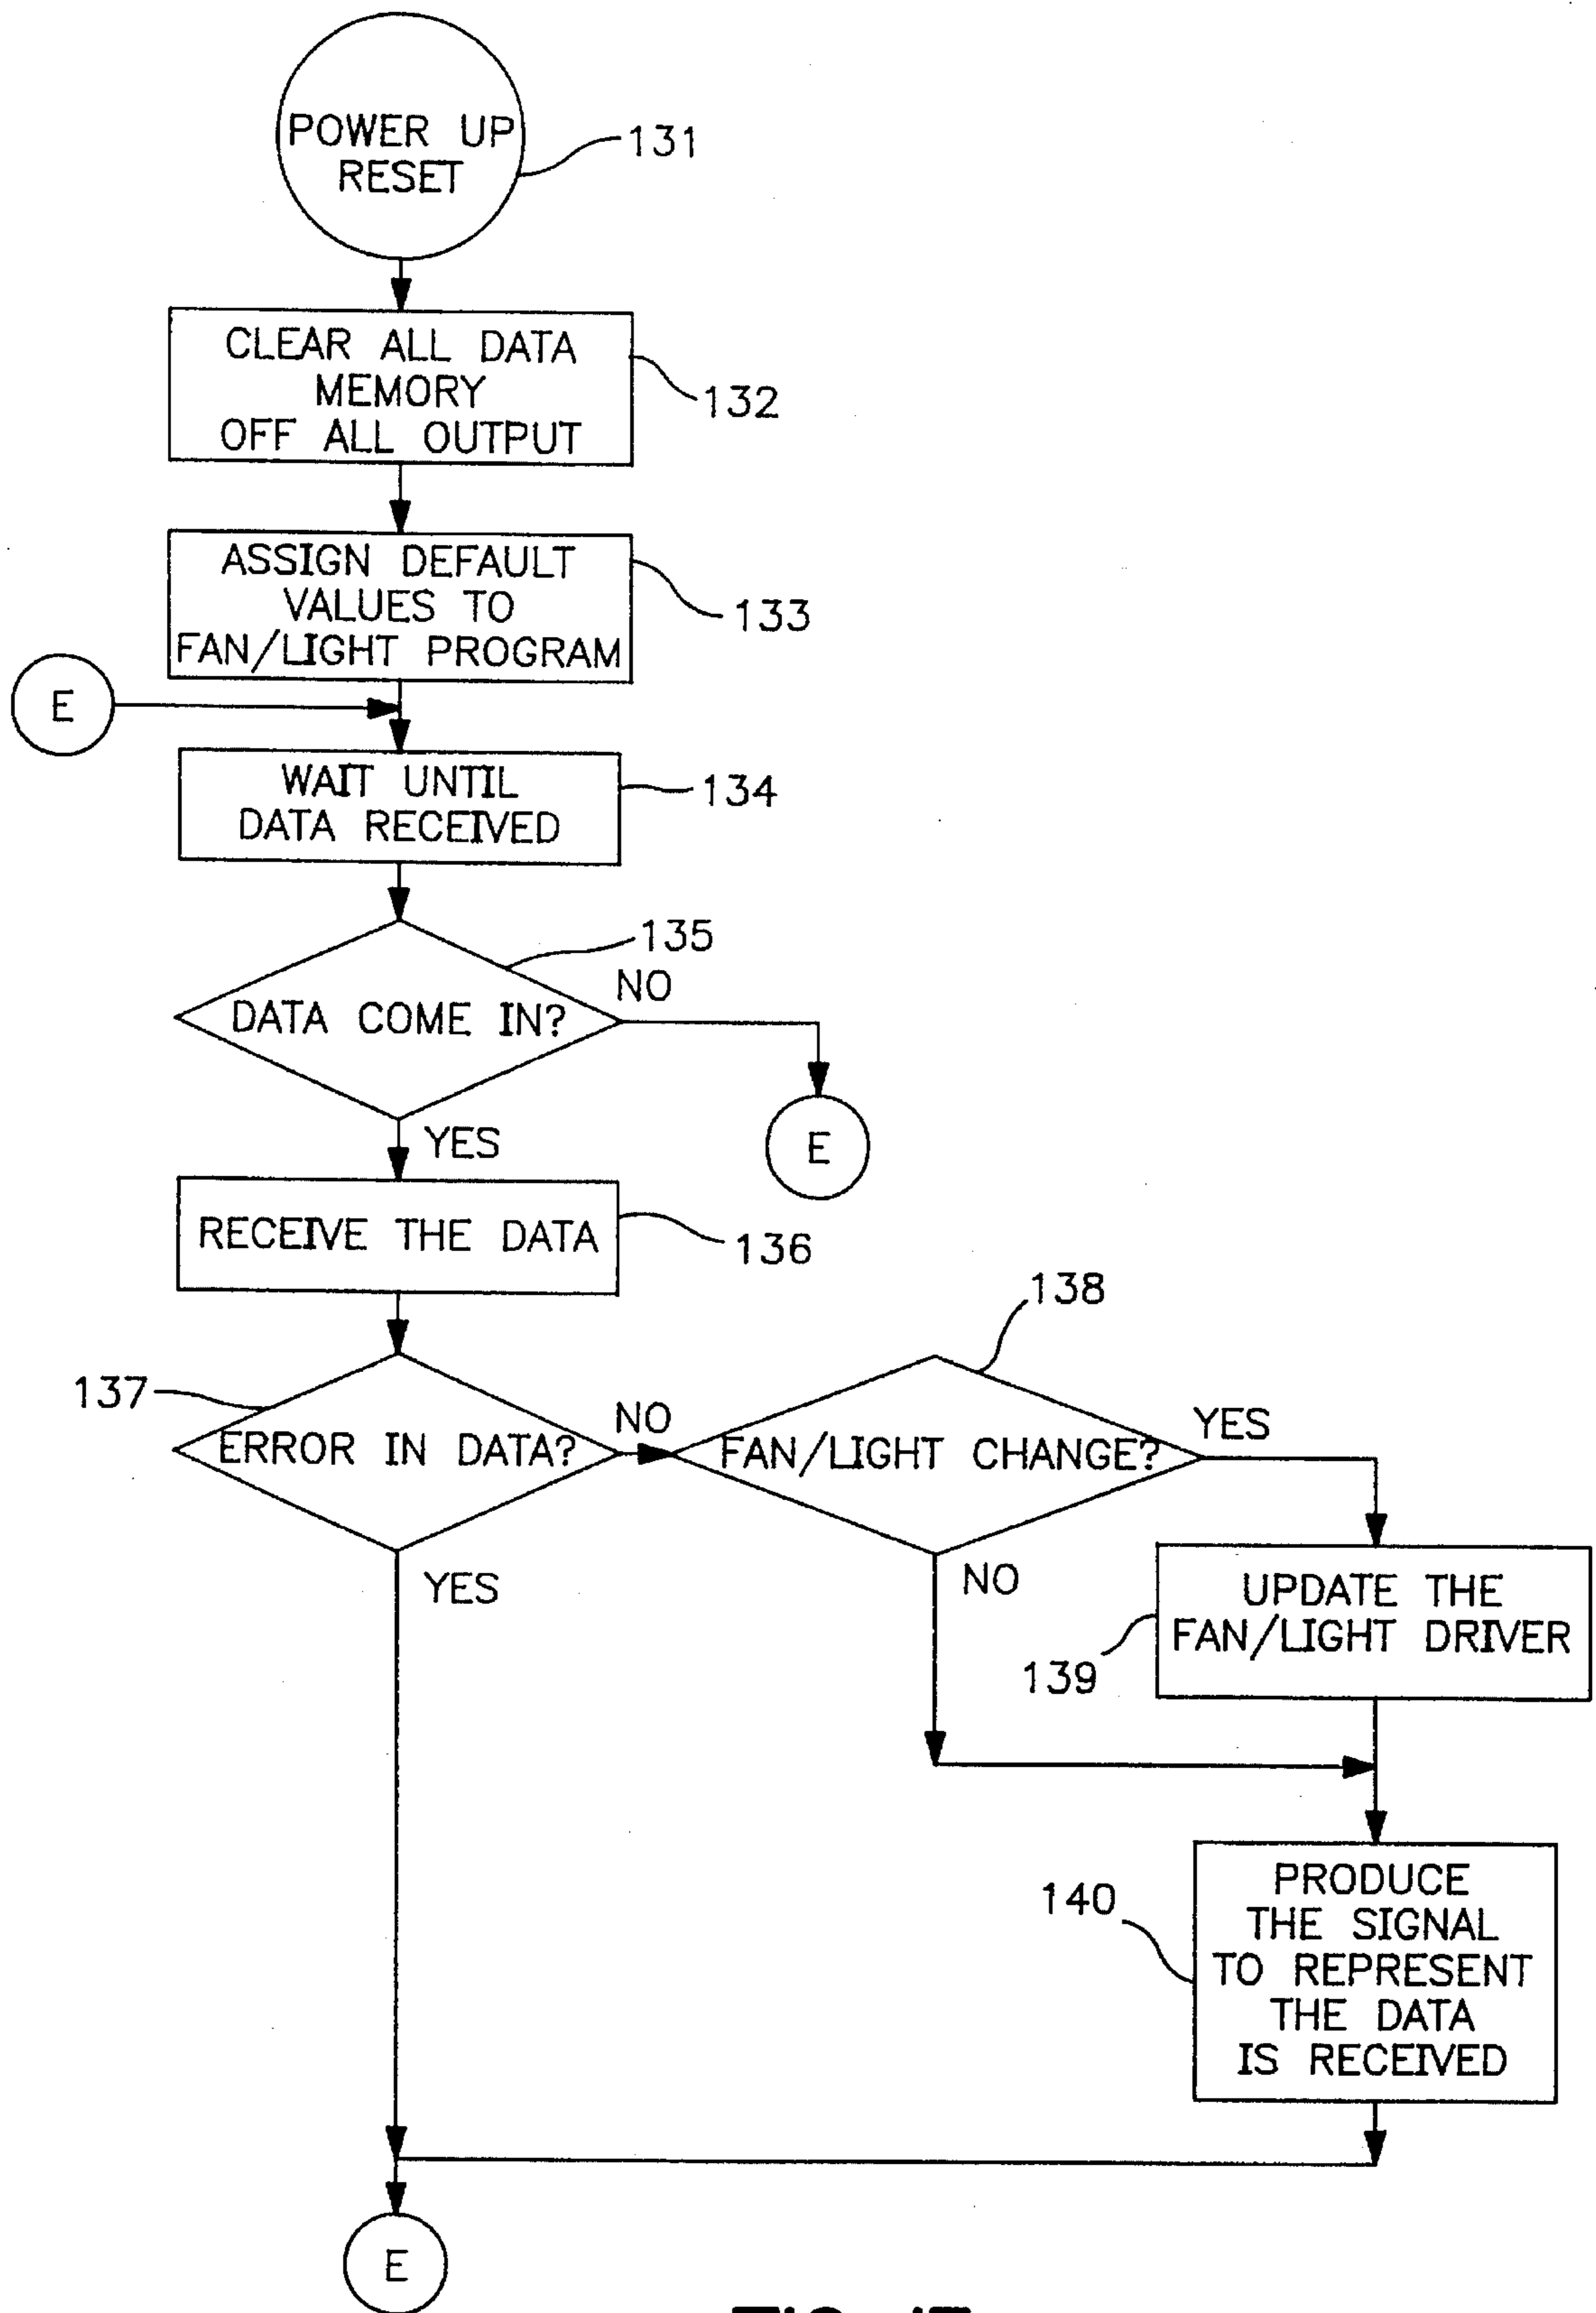 POWER UP
RESET
131
CLEAR ALL DATA
MEMORY
OFF ALL OUTPUT
132
ASSIGN DEFAULT
VALUES TO
FAN/LIGHT PROGRAM
133
E
WAIT UNTIL
DATA RECEIVED
134
135
DATA COME IN?
NO
E
YES
RECEIVE THE DATA
136
137
ERROR IN DATA?
NO
138
FAN/LIGHT CHANGE?
YES
YES
NO
UPDATE THE
FAN/LIGHT DRIVER
139
140
PRODUCE
THE SIGNAL
TO REPRESENT
THE DATA
IS RECEIVED
E